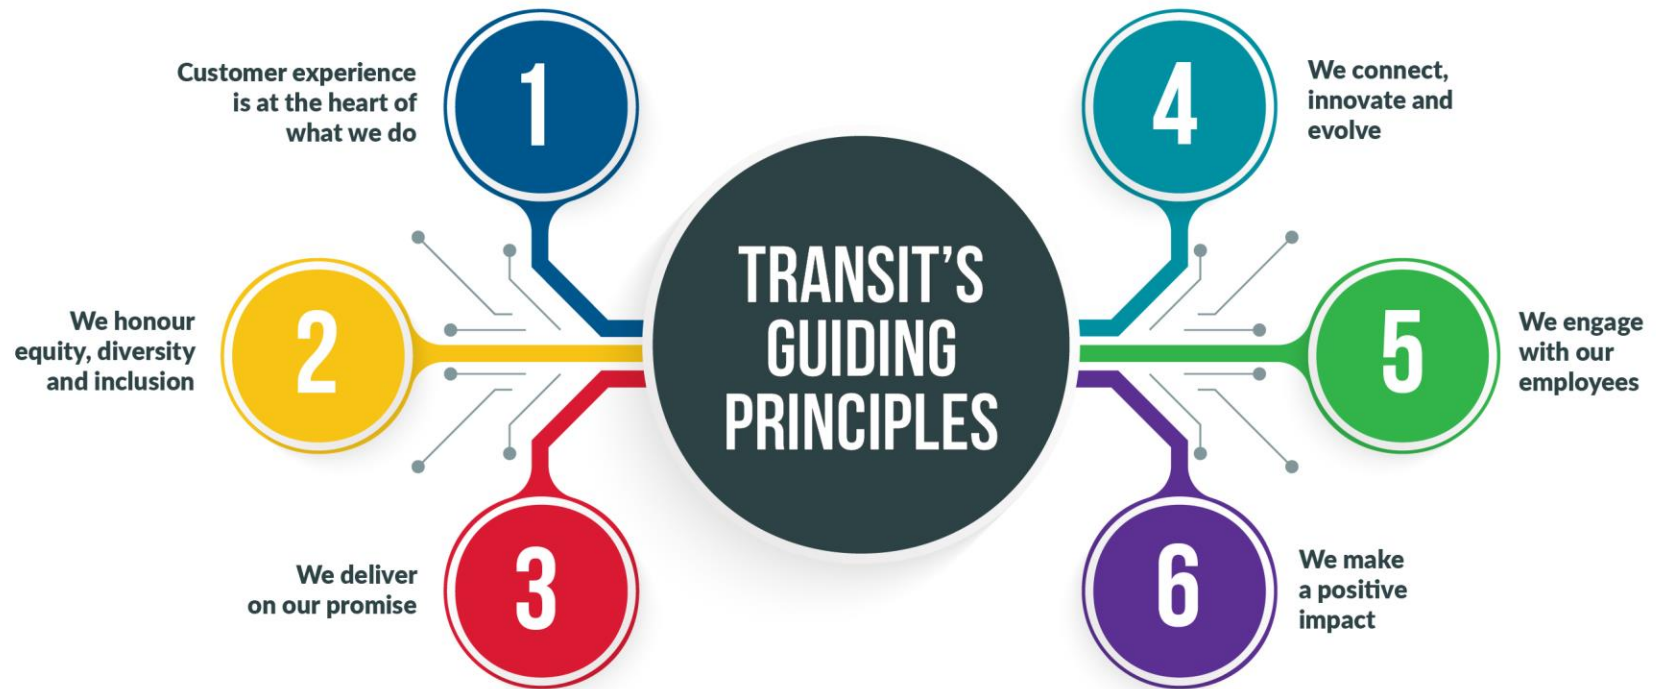 TRANSIT'S
GUIDING
PRINCIPLES
1
Customer experience
is at the heart of
what we do
2
We honour
equity, diversity
and inclusion
3
We deliver
on our promise
4
We connect,
innovate and
evolve
5
We engage
with our
employees
6
We make
a positive
impact